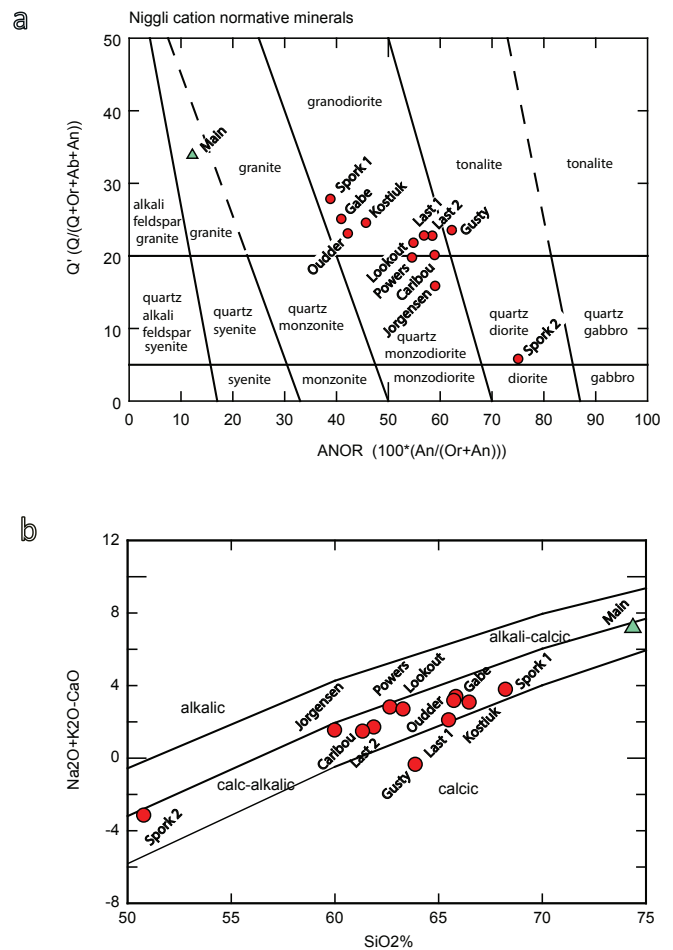 a
Niggli cation normative minerals
Q' (Q/(Q+Or+Ab+An))
50
40
30
20
10
0
granodiorite
Main
granite
tonalite
tonalite
Spork 1
Gabe
Kostiuk
alkali
feldspar
granite
granite
Oudder
Last 1
Last 2
Gusty
Lookout
Powers
Caribou
Jorgensen
quartz
alkali
feldspar
syenite
quartz
syenite
quartz
monzonite
quartz
monzodiorite
quartz
diorite
quartz
gabbro
Spork 2
syenite
monzonite
monzodiorite
diorite
gabbro
0 10 20 30 40 50 60 70 80 90 100
ANOR (100*(An/(Or+An)))
b
Na2O+K2O-CaO
12
8
4
0
-4
-8
Main
alkali-calcic
alkalic
Jorgensen
Powers
Lookout
Oudder
Gabe
Spork 1
Caribou
Last 2
Last 1
Kostiuk
Gusty
calc-alkalic
calcic
Spork 2
50 55 60 65 70 75
SiO2%